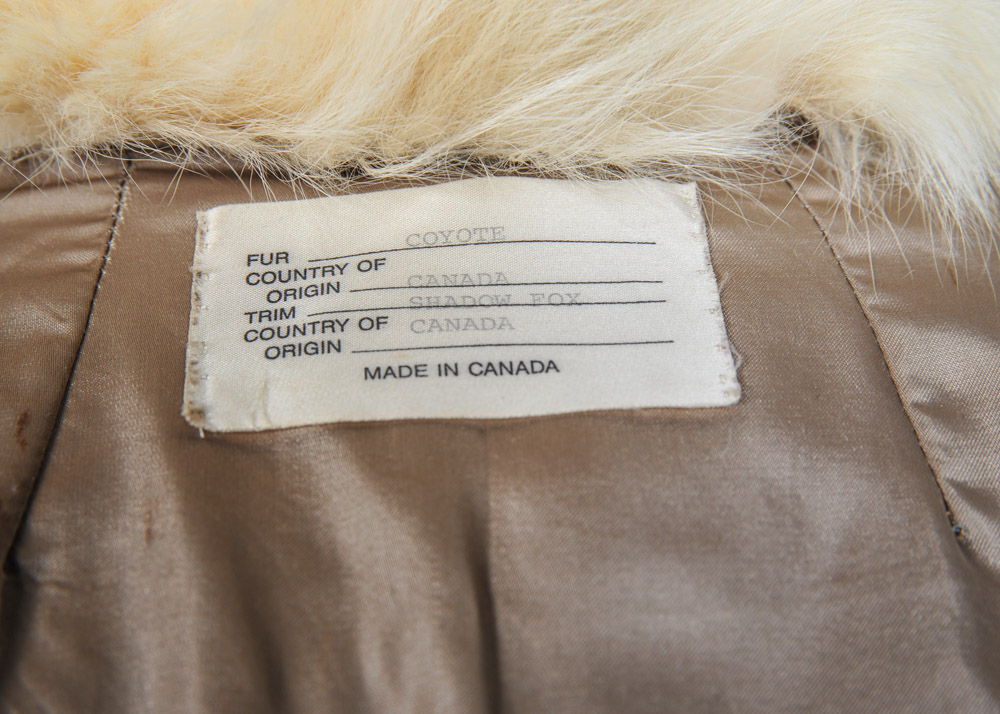 FUR COYOTE
COUNTRY OF
ORIGIN CANADA
TRIM SHADOW FOX
COUNTRY OF CANADA
ORIGIN
MADE IN CANADA